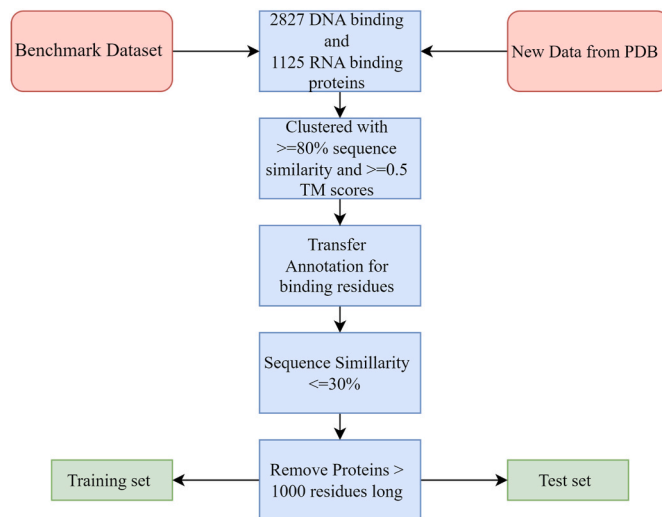 Benchmark Dataset
2827 DNA binding
and
1125 RNA binding
proteins
New Data from PDB
Clustered with
>=80% sequence
similarity and >=0.5
TM scores
Transfer
Annotation for
binding residues
Sequence Simillarity
<=30%
Training set
Remove Proteins >
1000 residues long
Test set